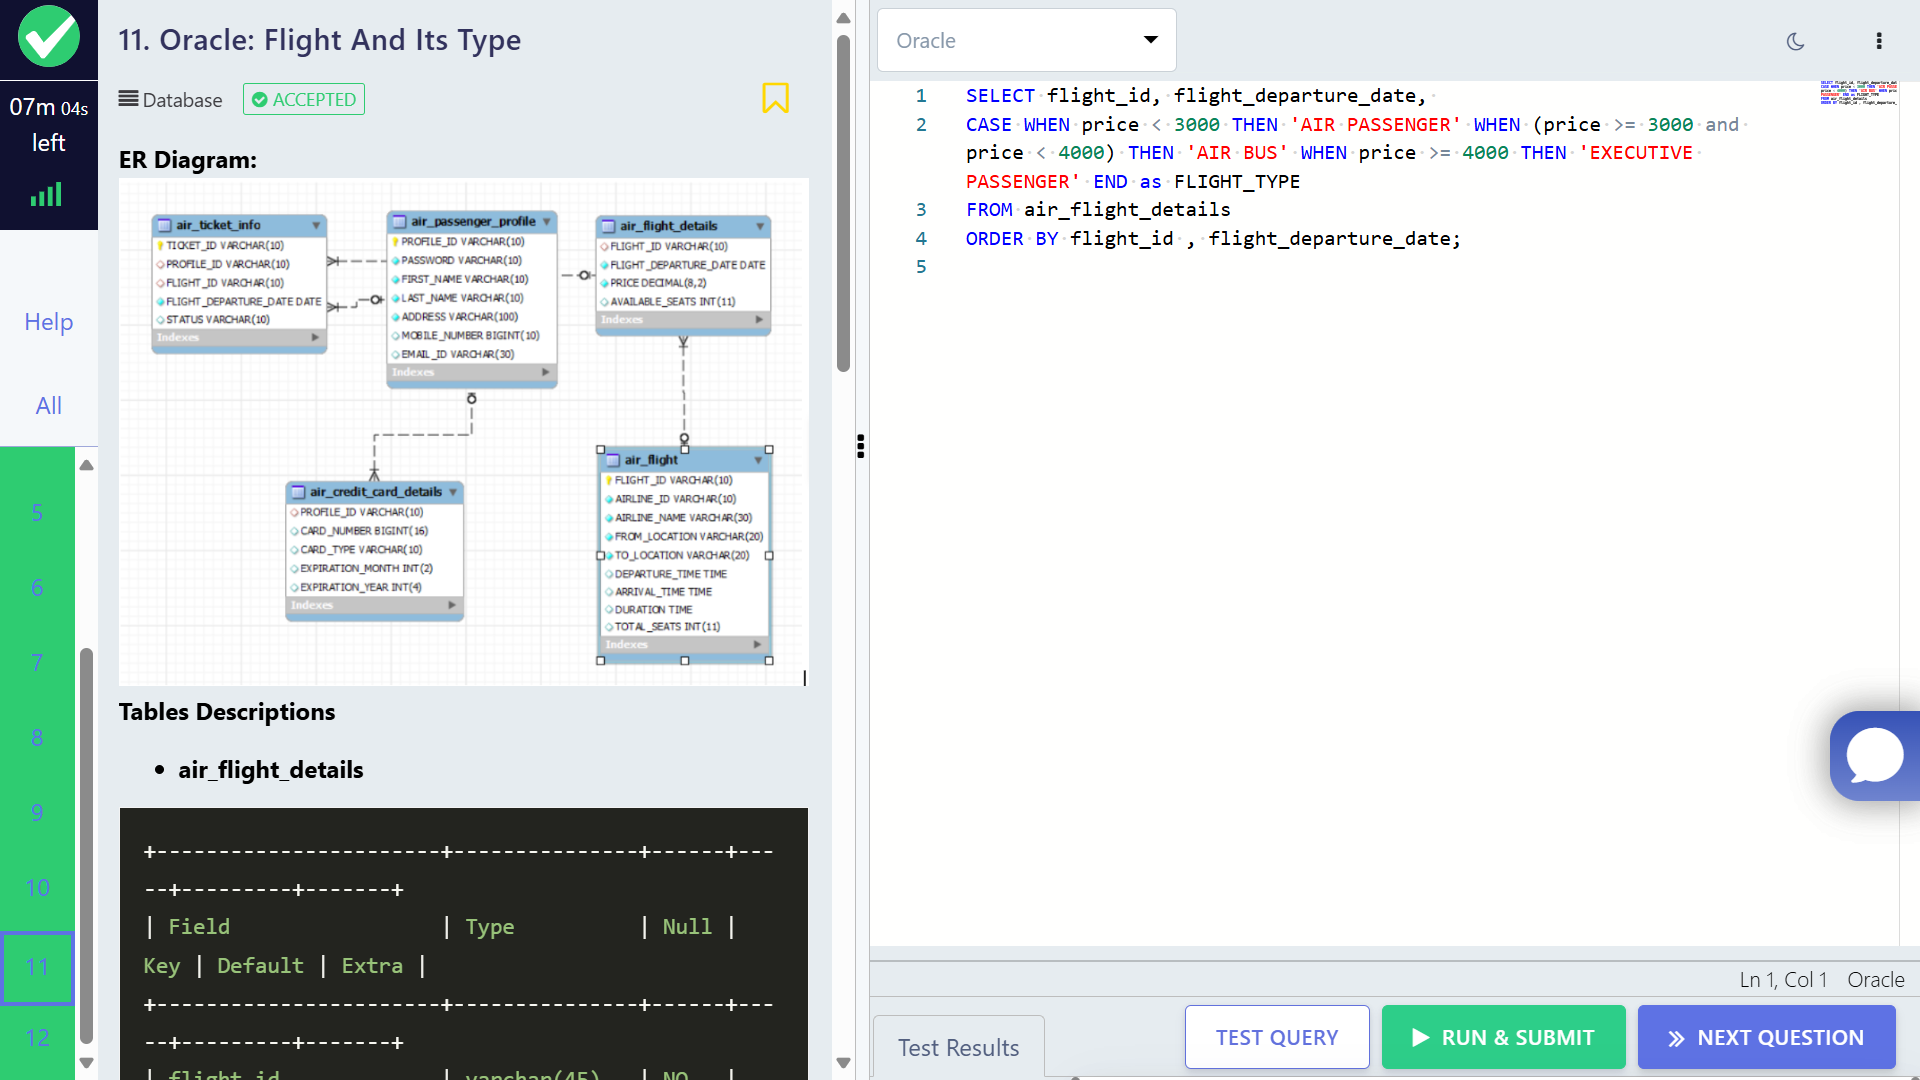 07m 04s
left
Help
All
5
6
7
8
9
10
11
12
11. Oracle: Flight And Its Type
Database
ACCEPTED
ER Diagram:
air_ticket_info
TICKET_ID VARCHAR(10)
PROFILE_ID VARCHAR(10)
FLIGHT_ID VARCHAR(10)
FLIGHT_DEPARTURE_DATE DATE
STATUS VARCHAR(10)
Indexes
air_passenger_profile
PROFILE_ID VARCHAR(10)
PASSWORD VARCHAR(10)
FIRST_NAME VARCHAR(10)
LAST_NAME VARCHAR(10)
ADDRESS VARCHAR(100)
MOBILE_NUMBER BIGINT(10)
EMAIL_ID VARCHAR(30)
Indexes
air_flight_details
FLIGHT_ID VARCHAR(10)
FLIGHT_DEPARTURE_DATE DATE
PRICE DECIMAL(8,2)
AVAILABLE_SEATS INT(11)
Indexes
air_credit_card_details
PROFILE_ID VARCHAR(10)
CARD_NUMBER BIGINT(16)
CARD_TYPE VARCHAR(10)
EXPIRATION_MONTH INT(2)
EXPIRATION_YEAR INT(4)
Indexes
air_flight
FLIGHT_ID VARCHAR(10)
AIRLINE_ID VARCHAR(10)
AIRLINE_NAME VARCHAR(30)
FROM_LOCATION VARCHAR(20)
TO_LOCATION VARCHAR(20)
DEPARTURE_TIME TIME
ARRIVAL_TIME TIME
DURATION TIME
TOTAL_SEATS INT(11)
Indexes
Tables Descriptions
• air_flight_details
+-----------------------+---------------+------+---
--+---------+-------+
| Field | Type | Null |
Key | Default | Extra |
+-----------------------+---------------+------+---
--+---------+-------+
| flight_id | varchar(45) | NO |
Oracle
1 SELECT flight_id, flight_departure_date,
2 CASE WHEN price < 3000 THEN 'AIR PASSENGER' WHEN (price >= 3000 and
price < 4000) THEN 'AIR BUS' WHEN price >= 4000 THEN 'EXECUTIVE
PASSENGER' END as FLIGHT_TYPE
3 FROM air_flight_details
4 ORDER BY flight_id , flight_departure_date;
5
Ln 1, Col 1 Oracle
Test Results
TEST QUERY
RUN & SUBMIT
NEXT QUESTION